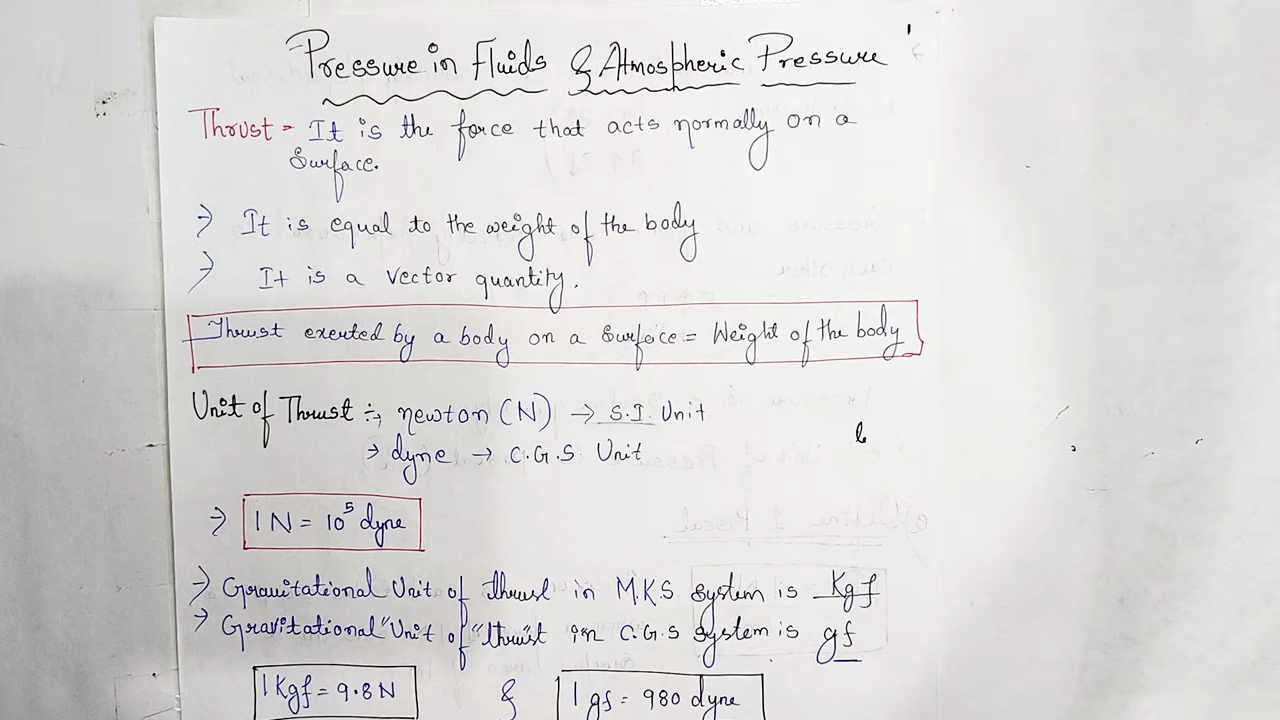 Pressure in Fluids & Atmospheric Pressure
Thrust = It is the force that acts normally on a
Surface.
→ It is equal to the weight of the body
→ It is a vector quantity.
Thrust exerted by a body on a Surface = Weight of the body
Unit of Thrust :→ newton (N) → S.I. Unit
→ dyne → C.G.S Unit
→ 1 N = 10⁵ dyne
→ Gravitational Unit of thrust in M.K.S. system is Kgf
→ Gravitational "Unit of "thrust in C.G.S system is gf
1 Kgf = 9.8 N & 1 gf = 980 dyne